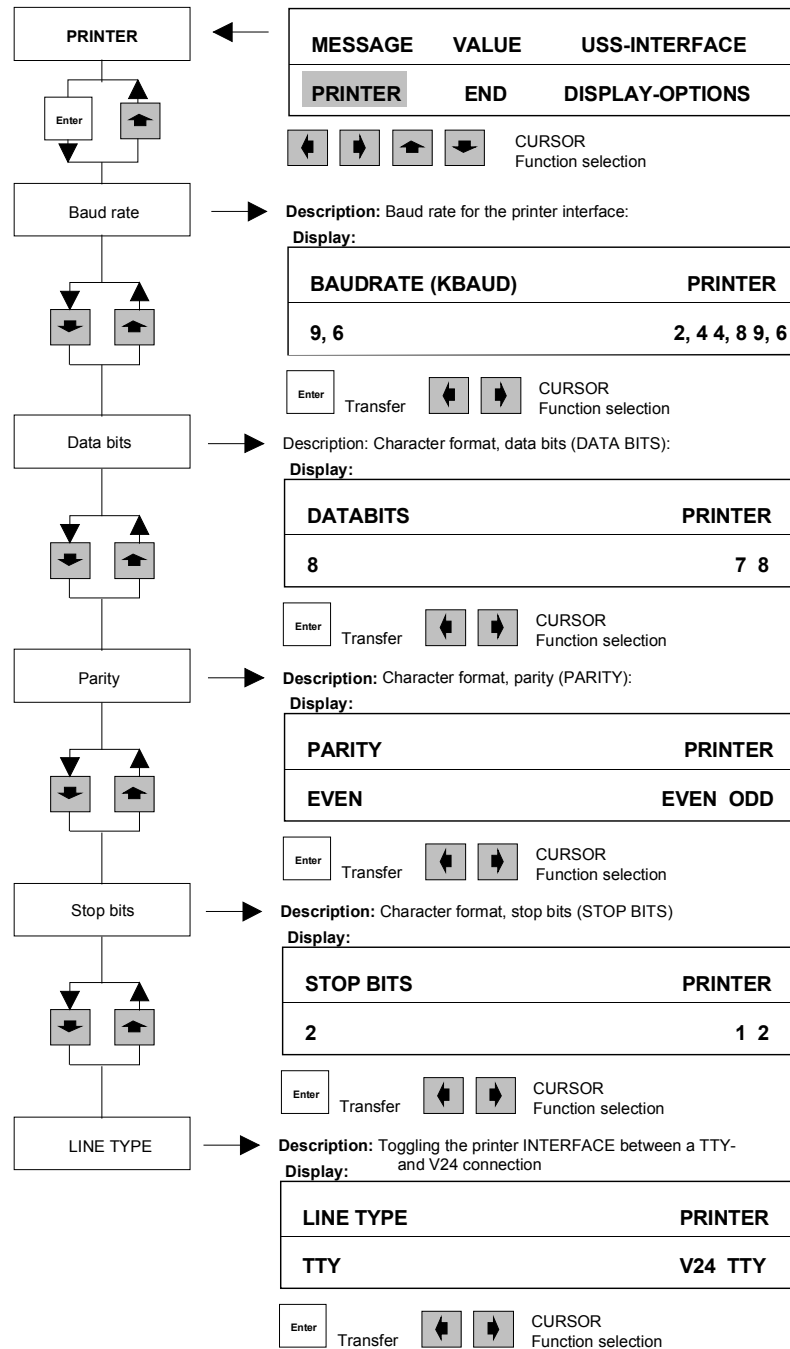 PRINTER
MESSAGE VALUE USS-INTERFACE
PRINTER END DISPLAY-OPTIONS
Enter
CURSOR
Function selection
Baud rate
Description: Baud rate for the printer interface:
Display:
BAUDRATE (KBAUD) PRINTER
9, 6 2, 4 4, 8 9, 6
Enter Transfer CURSOR
Function selection
Data bits
Description: Character format, data bits (DATA BITS):
Display:
DATABITS PRINTER
8 7 8
Enter Transfer CURSOR
Function selection
Parity
Description: Character format, parity (PARITY):
Display:
PARITY PRINTER
EVEN EVEN ODD
Enter Transfer CURSOR
Function selection
Stop bits
Description: Character format, stop bits (STOP BITS)
Display:
STOP BITS PRINTER
2 1 2
Enter Transfer CURSOR
Function selection
LINE TYPE
Description: Toggling the printer INTERFACE between a TTY-
and V24 connection
Display:
LINE TYPE PRINTER
TTY V24 TTY
Enter Transfer CURSOR
Function selection